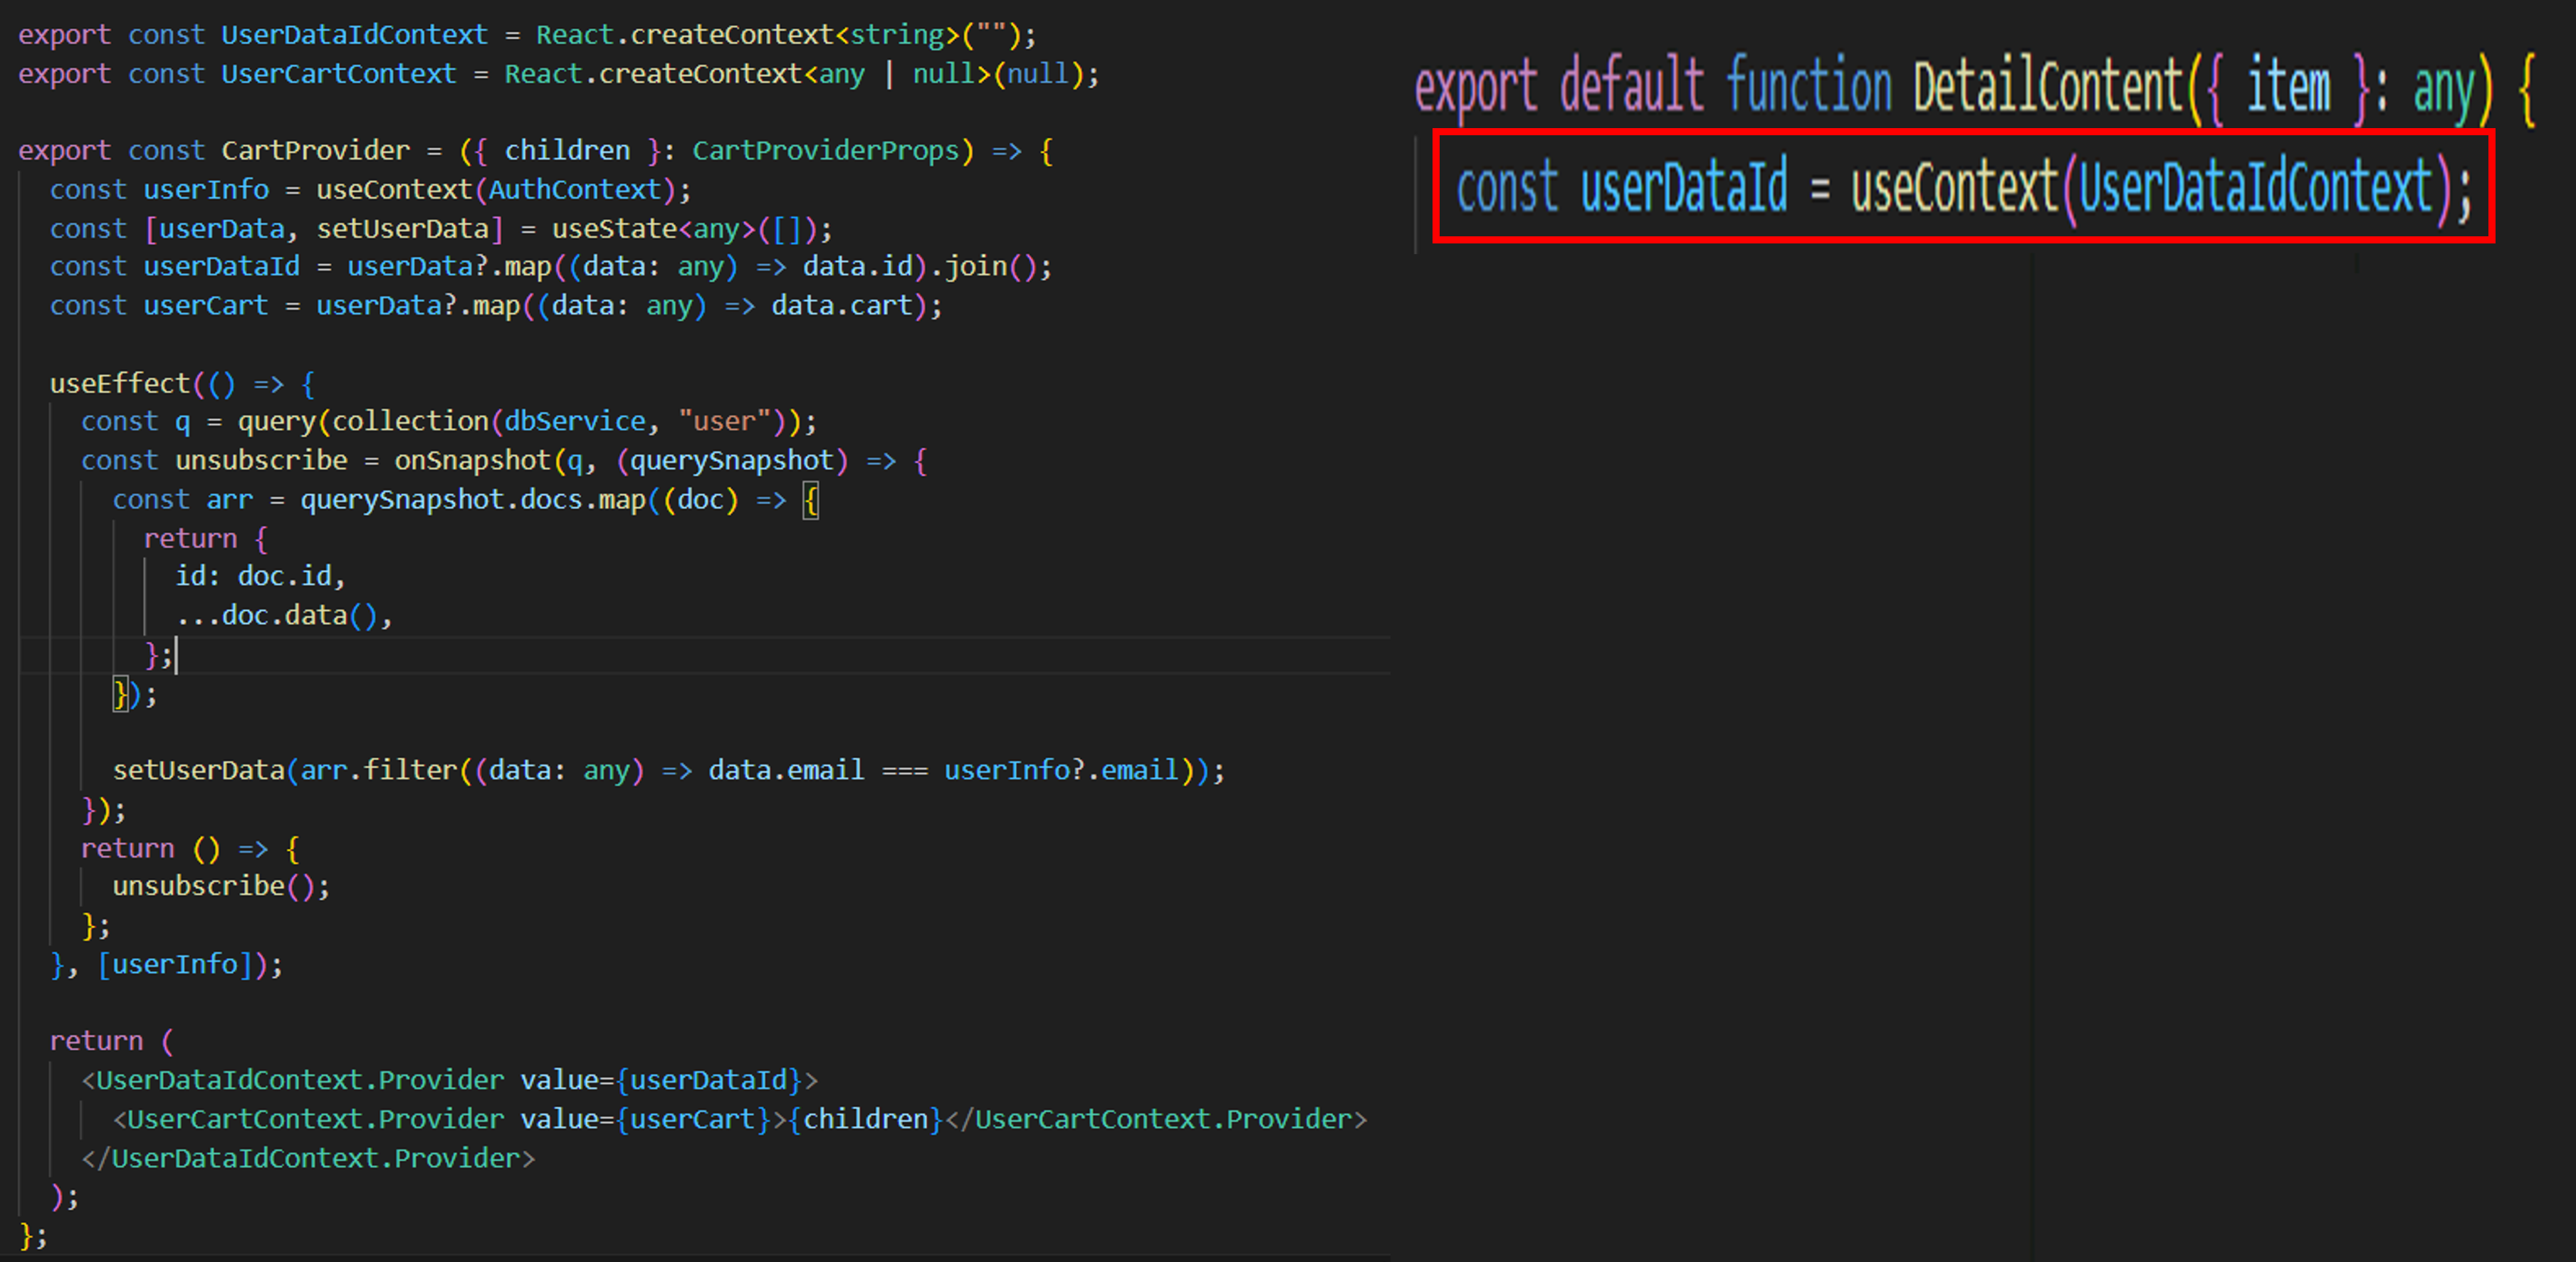 export const UserDataIdContext = React.createContext<string>("");
export const UserCartContext = React.createContext<any | null>(null);
export const CartProvider = ({ children }: CartProviderProps) => {
const userInfo = useContext(AuthContext);
const [userData, setUserData] = useState<any>([]);
const userDataId = userData?.map((data: any) => data.id).join();
const userCart = userData?.map((data: any) => data.cart);
useEffect(() => {
const q = query(collection(dbService, "user"));
const unsubscribe = onSnapshot(q, (querySnapshot) => {
const arr = querySnapshot.docs.map((doc) => {
return {
id: doc.id,
...doc.data(),
};
});
setUserData(arr.filter((data: any) => data.email === userInfo?.email));
});
return () => {
unsubscribe();
};
}, [userInfo]);
return (
<UserDataIdContext.Provider value={userDataId}>
<UserCartContext.Provider value={userCart}>{children}</UserCartContext.Provider>
</UserDataIdContext.Provider>
);
};
export default function DetailContent({ item }: any) {
const userDataId = useContext(UserDataIdContext);